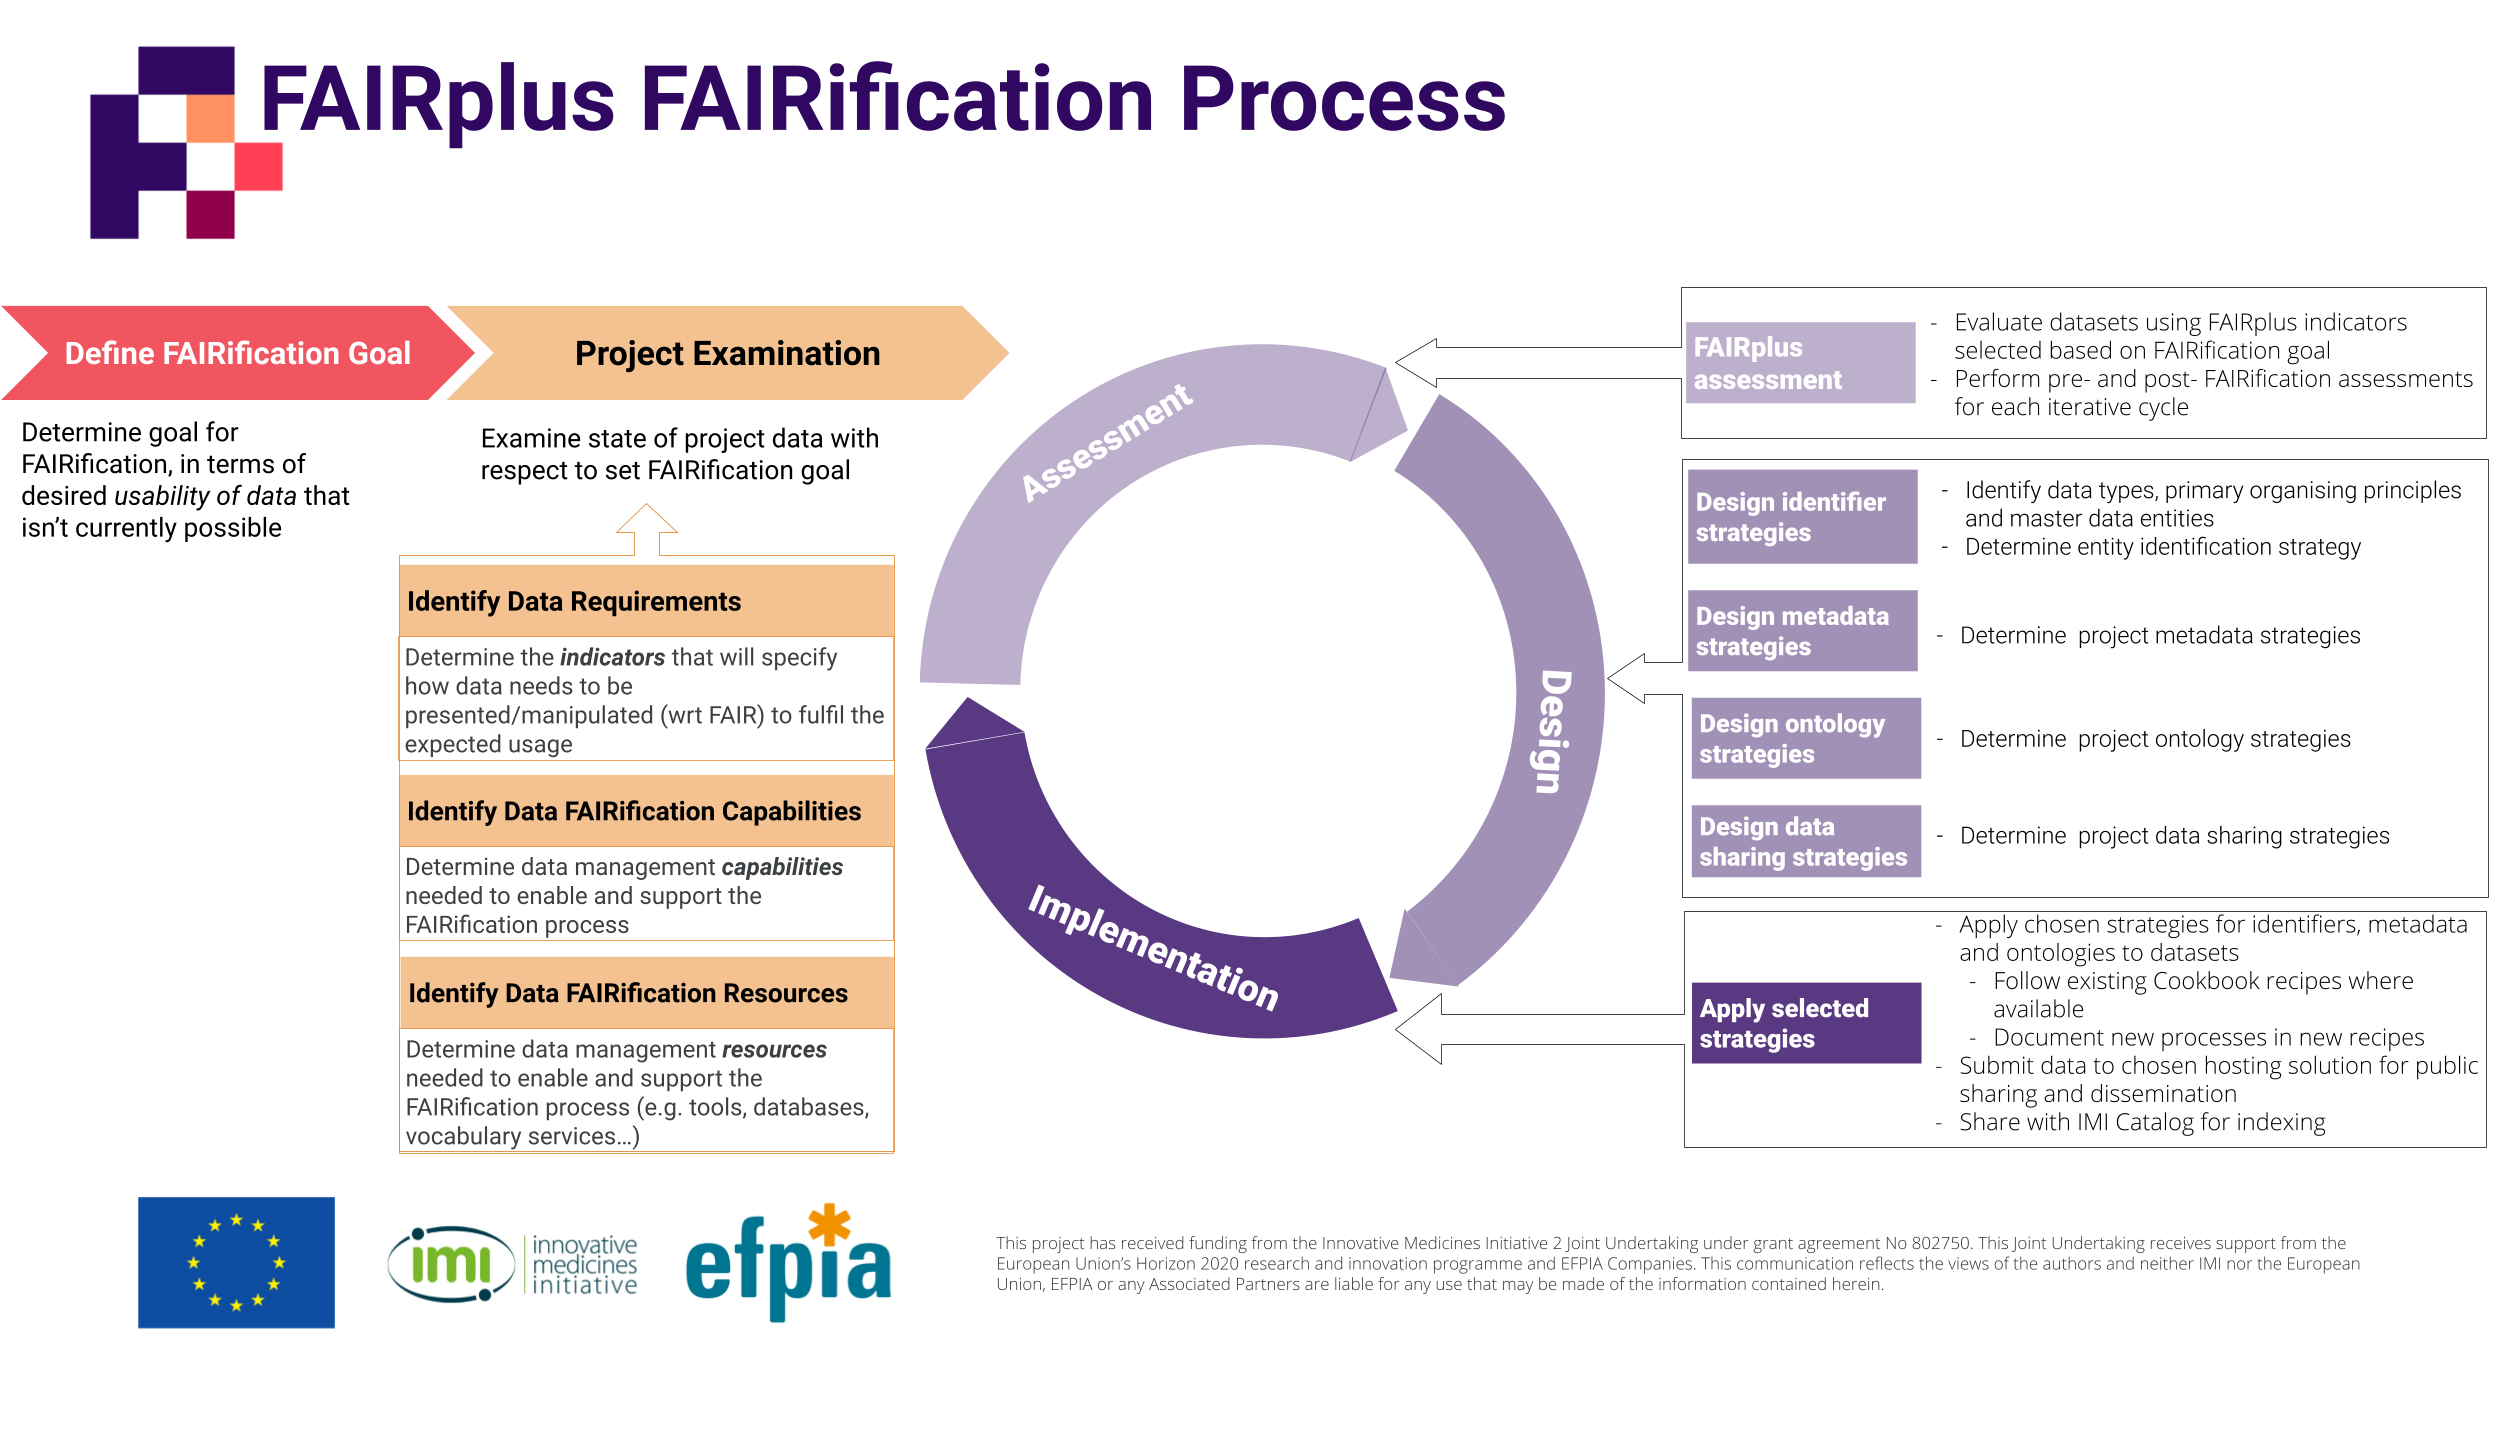 FAIRplus FAIRification Process
Define FAIRification Goal
Determine goal for
FAIRification, in terms of
desired usability of data that
isn't currently possible
Project Examination
Examine state of project data with
respect to set FAIRification goal
Identify Data Requirements
Determine the indicators that will specify
how data needs to be
presented/manipulated (wrt FAIR) to fulfil the
expected usage
Identify Data FAIRification Capabilities
Determine data management capabilities
needed to enable and support the
FAIRification process
Identify Data FAIRification Resources
Determine data management resources
needed to enable and support the
FAIRification process (e.g. tools, databases,
vocabulary services...)
Assessment
Design
Implementation
FAIRplus
assessment
- Evaluate datasets using FAIRplus indicators
selected based on FAIRification goal
- Perform pre- and post- FAIRification assessments
for each iterative cycle
Design identifier
strategies
- Identify data types, primary organising principles
and master data entities
- Determine entity identification strategy
Design metadata
strategies
- Determine project metadata strategies
Design ontology
strategies
- Determine project ontology strategies
Design data
sharing strategies
- Determine project data sharing strategies
Apply selected
strategies
- Apply chosen strategies for identifiers, metadata
and ontologies to datasets
- Follow existing Cookbook recipes where
available
- Document new processes in new recipes
- Submit data to chosen hosting solution for public
sharing and dissemination
- Share with IMI Catalog for indexing
imi
innovative
medicines
initiative
efpia
This project has received funding from the Innovative Medicines Initiative 2 Joint Undertaking under grant agreement No 802750. This Joint Undertaking receives support from the
European Union's Horizon 2020 research and innovation programme and EFPIA Companies. This communication reflects the views of the authors and neither IMI nor the European
Union, EFPIA or any Associated Partners are liable for any use that may be made of the information contained herein.